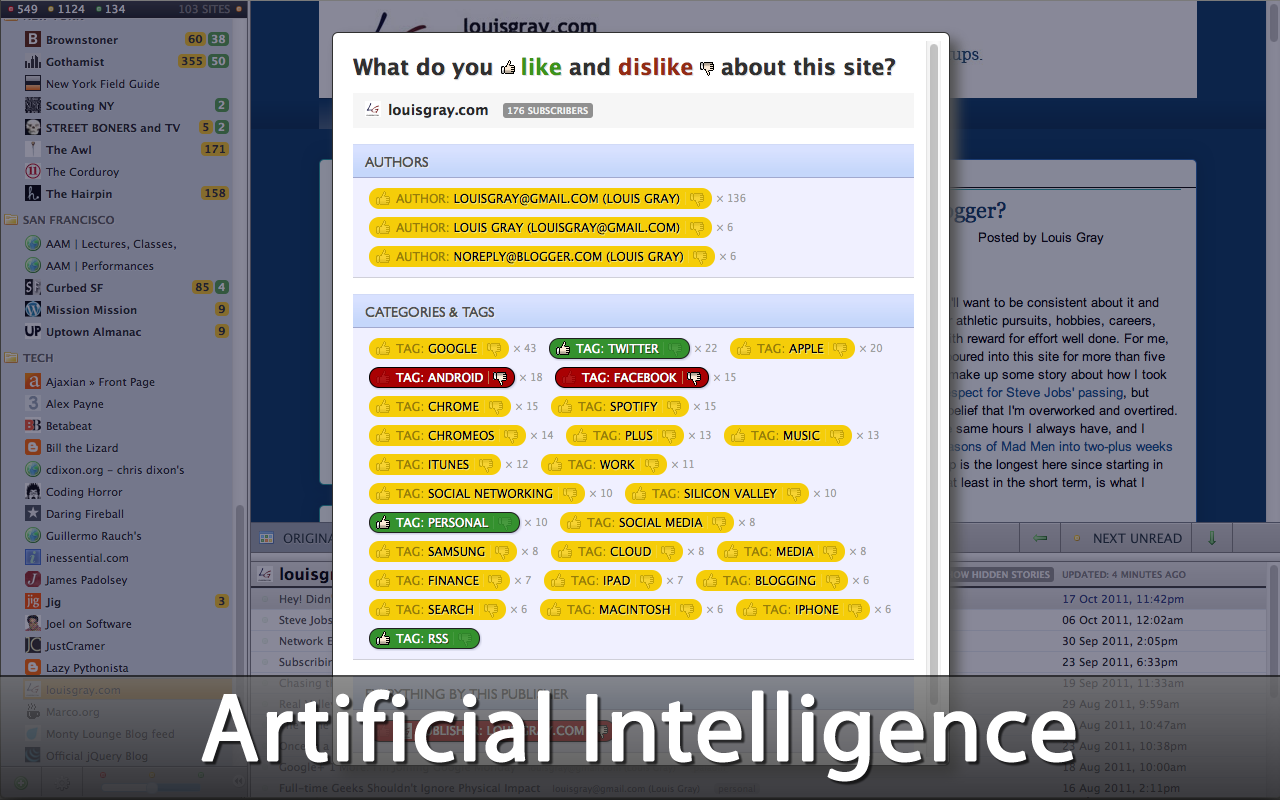 549 1124 134 103 SITES
Brownstoner 60 38
Gothamist 355 50
New York Field Guide
Scouting NY 2
STREET BONERS and TV 5 2
The Awl 171
The Corduroy
The Hairpin 158
SAN FRANCISCO
AAM | Lectures, Classes,
AAM | Performances
Curbed SF 85 4
Mission Mission 9
Uptown Almanac 9
TECH
Ajaxian » Front Page
Alex Payne
Betabeat
Bill the Lizard
cdixon.org – chris dixon's
Coding Horror
Daring Fireball
Guillermo Rauch's
inessential.com
James Padolsey
Jig 3
Joel on Software
JustCramer
Lazy Pythonista
louisgray.com
Marco.org
Monty Lounge Blog feed
Official jQuery Blog
louisgray.com
ups.
What do you like and dislike about this site?
louisgray.com 176 SUBSCRIBERS
AUTHORS
AUTHOR: LOUISGRAY@GMAIL.COM (LOUIS GRAY) × 136
AUTHOR: LOUIS GRAY (LOUISGRAY@GMAIL.COM) × 6
AUTHOR: NOREPLY@BLOGGER.COM (LOUIS GRAY) × 6
CATEGORIES & TAGS
TAG: GOOGLE × 43 TAG: TWITTER × 22 TAG: APPLE × 20
TAG: ANDROID × 18 TAG: FACEBOOK × 15
TAG: CHROME × 15 TAG: SPOTIFY × 15
TAG: CHROMEOS × 14 TAG: PLUS × 13 TAG: MUSIC × 13
TAG: ITUNES × 12 TAG: WORK × 11
TAG: SOCIAL NETWORKING × 10 TAG: SILICON VALLEY × 10
TAG: PERSONAL × 10 TAG: SOCIAL MEDIA × 8
TAG: SAMSUNG × 8 TAG: CLOUD × 8 TAG: MEDIA × 8
TAG: FINANCE × 7 TAG: IPAD × 7 TAG: BLOGGING × 6
TAG: SEARCH × 6 TAG: MACINTOSH × 6 TAG: IPHONE × 6
TAG: RSS
BY THIS PUBLISHER
gger?
Posted by Louis Gray
'll want to be consistent about it and
athletic pursuits, hobbies, careers,
th reward for effort well done. For me,
oured into this site for more than five
make up some story about how I took
spect for Steve Jobs' passing, but
elief that I'm overworked and overtired.
same hours I always have, and I
sons of Mad Men into two-plus weeks
o is the longest here since starting in
t least in the short term, is what I
ORIGINA
NEXT UNREAD
louisgr
OW HIDDEN STORIES UPDATED: 4 MINUTES AGO
Hey! Didn 17 Oct 2011, 11:42pm
Steve Jobs 06 Oct 2011, 12:02am
Network E 30 Sep 2011, 2:05pm
Subscribin 23 Sep 2011, 6:33pm
Chasing th 19 Sep 2011, 11:33am
29 Aug 2011, 9:59am
Aug 2011, 10:47am
23 Aug 2011, 10:38pm
Google+ 18 Aug 2011, 10:00am
Full-time Geeks Shouldn't Ignore Physical Impact louisgray@gmail.com (Louis Gray) personal 16 Aug 2011, 2:11pm
Artificial Intelligence